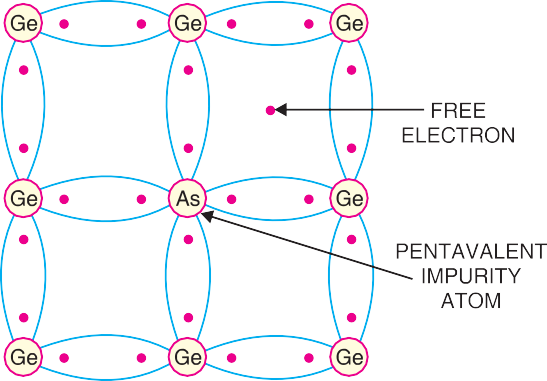 Ge Ge Ge
FREE
ELECTRON
Ge As Ge
PENTAVALENT
IMPURITY
ATOM
Ge Ge Ge